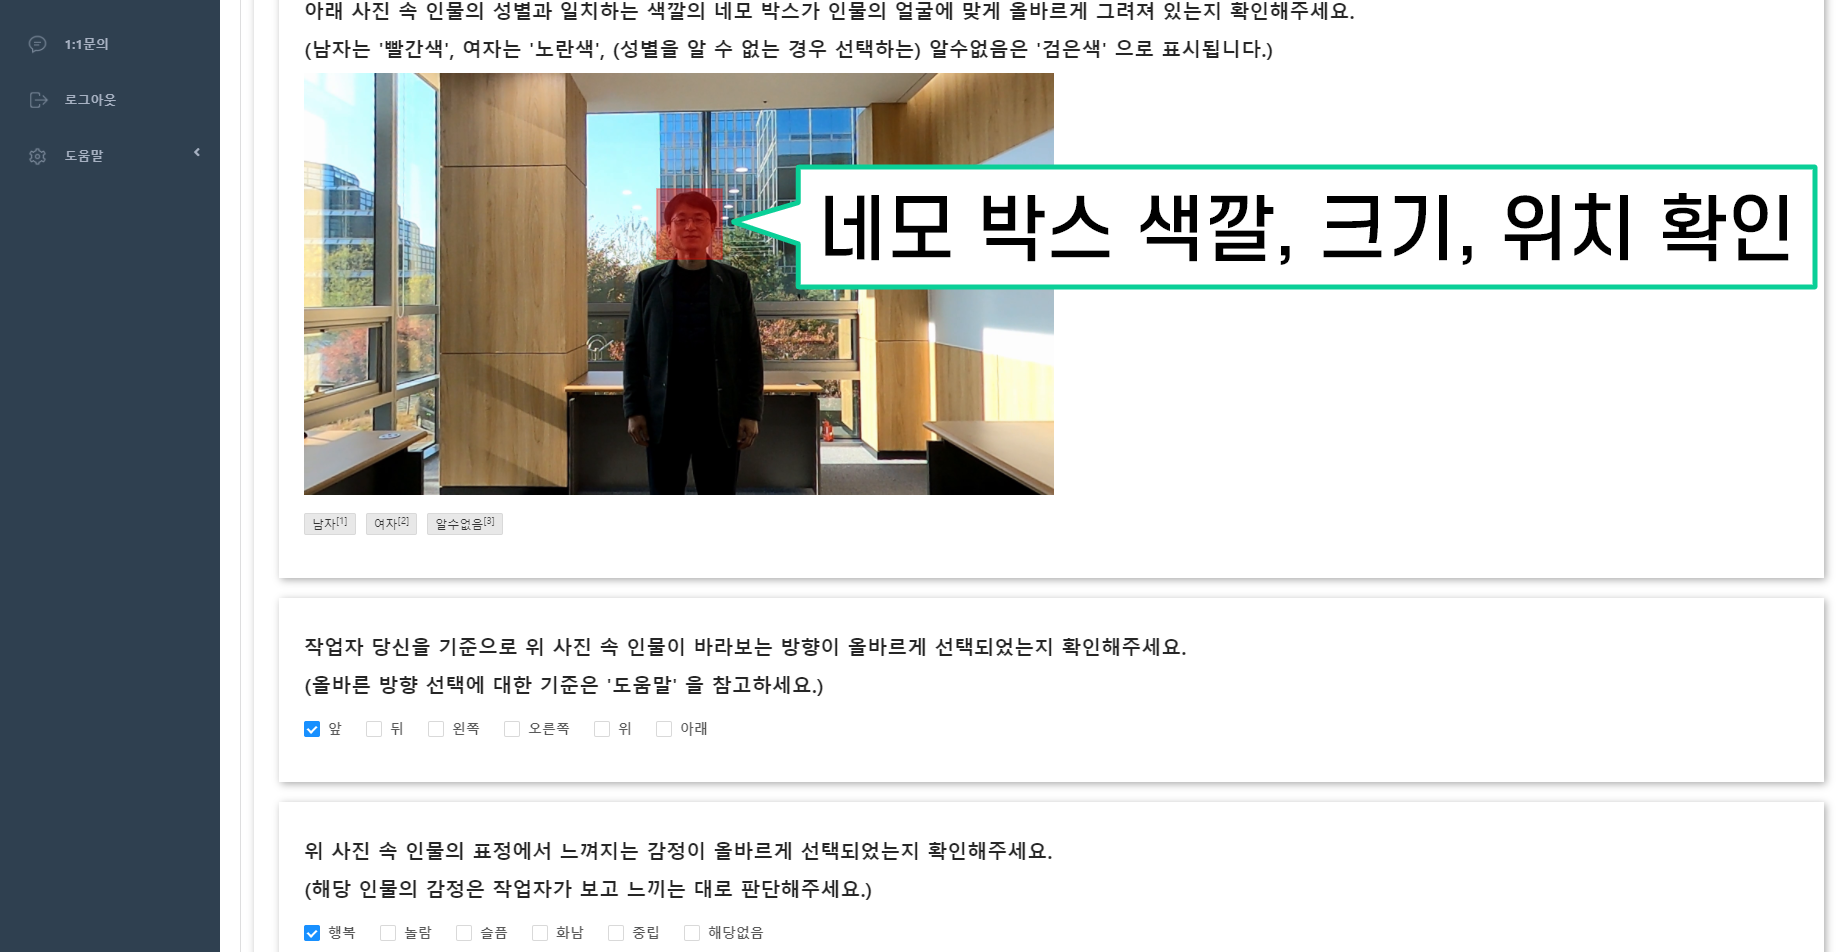 1:1문의
로그아웃
도움말
아래 사진 속 인물의 성별과 일치하는 색깔의 네모 박스가 인물의 얼굴에 맞게 올바르게 그려져 있는지 확인해주세요.
(남자는 '빨간색', 여자는 '노란색', (성별을 알 수 없는 경우 선택하는) 알수없음은 '검은색' 으로 표시됩니다.)
네모 박스 색깔, 크기, 위치 확인
남자[1] 여자[2] 알수없음[3]
작업자 당신을 기준으로 위 사진 속 인물이 바라보는 방향이 올바르게 선택되었는지 확인해주세요.
(올바른 방향 선택에 대한 기준은 '도움말' 을 참고하세요.)
앞 뒤 왼쪽 오른쪽 위 아래
위 사진 속 인물의 표정에서 느껴지는 감정이 올바르게 선택되었는지 확인해주세요.
(해당 인물의 감정은 작업자가 보고 느끼는 대로 판단해주세요.)
행복 놀람 슬픔 화남 중립 해당없음